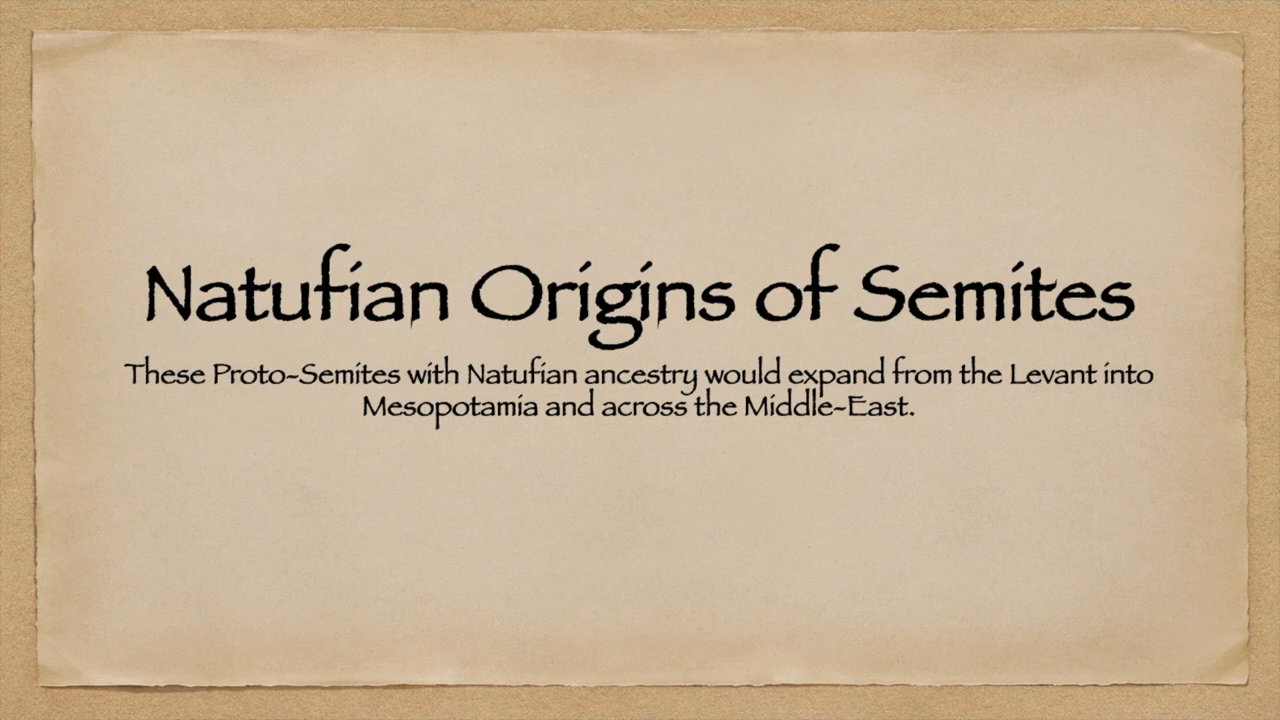 Natufian Origins of Semites
These Proto-Semites with Natufian ancestry would expand from the Levant into
Mesopotamia and across the Middle-East.